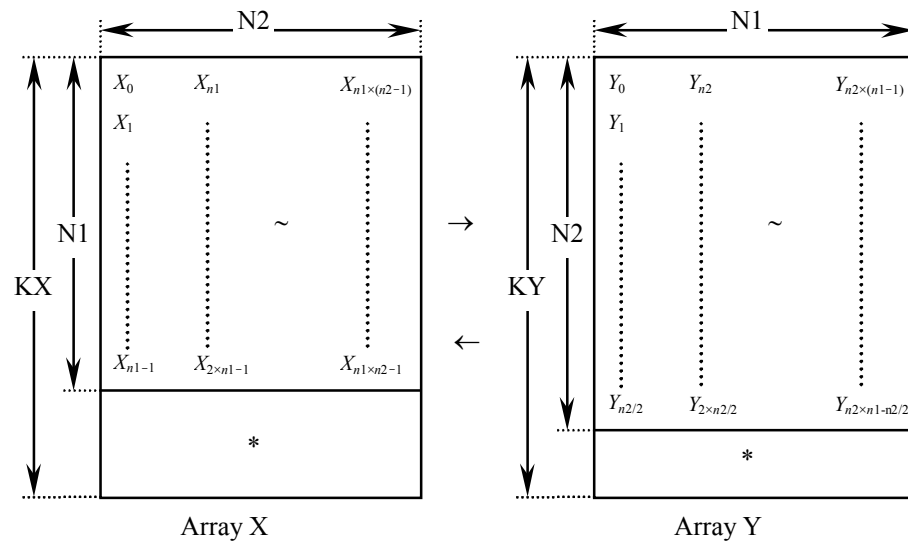 N2 N1
X0 Xn1 Xn1×(n2−1) Y0 Yn2 Yn2×(n1−1)
X1 Y1
N1 ~ → N2 ~
KX KY
←
Xn1−1 X2×n1−1 Xn1×n2−1
Yn2/2 Y2×n2/2 Yn2×n1-n2/2
* *
Array X Array Y